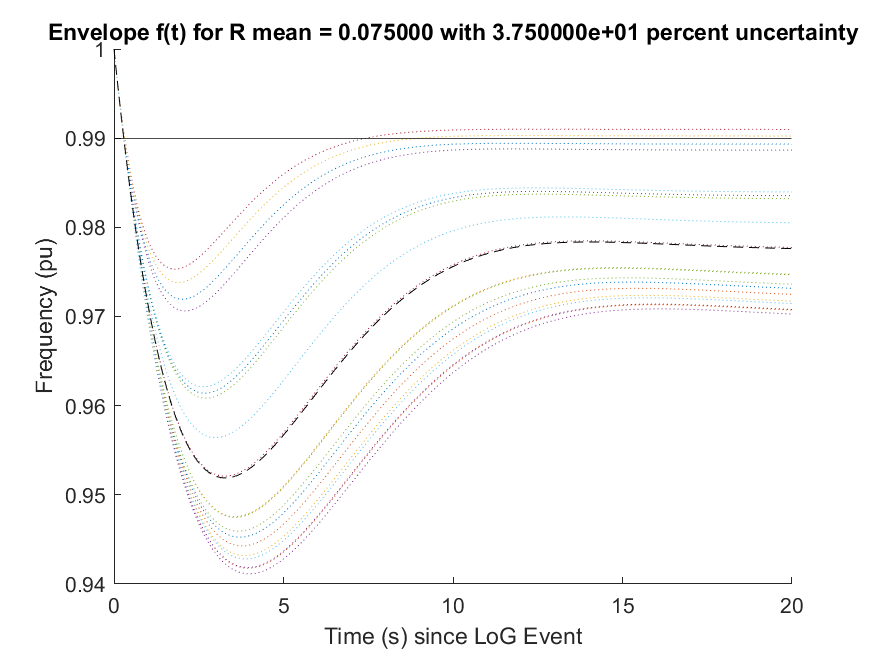 Envelope f(t) for R mean = 0.075000 with 3.750000e+01 percent uncertainty
1
0.99
0.98
0.97
0.96
0.95
0.94
Frequency (pu)
0 5 10 15 20
Time (s) since LoG Event